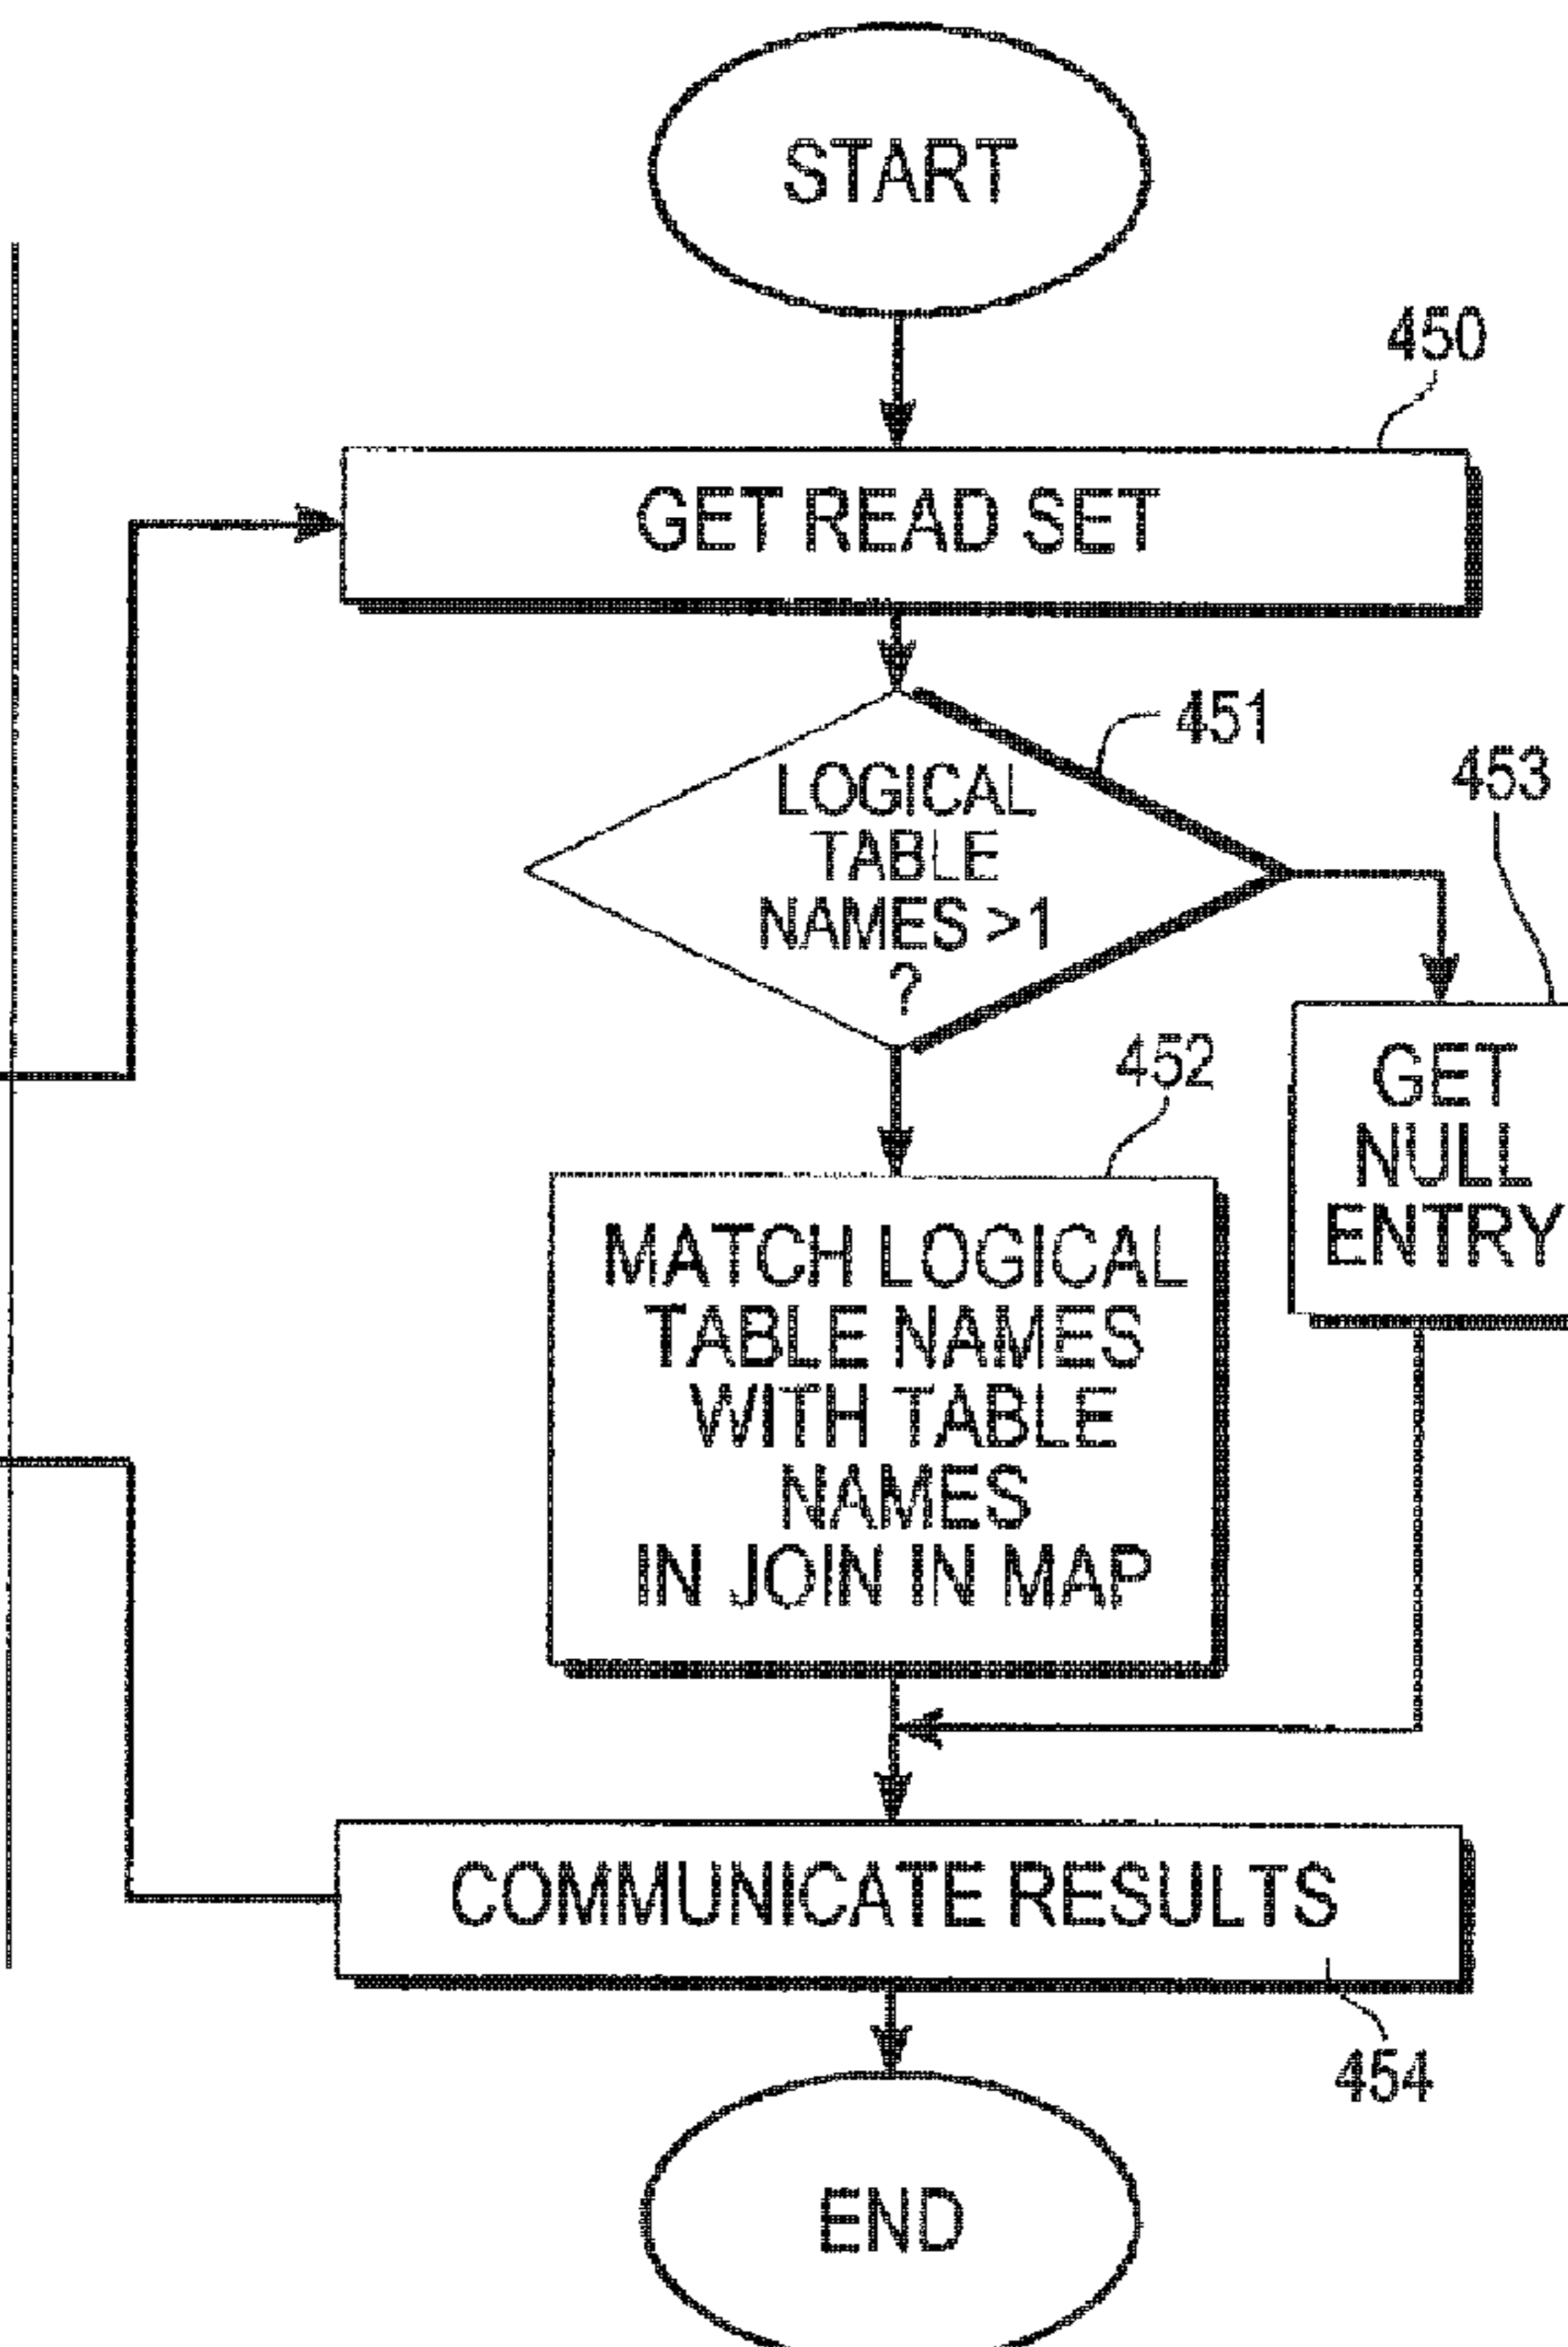 START
450
GET READ SET
451
LOGICAL
TABLE
NAMES >1
?
453
452
GET
NULL
ENTRY
MATCH LOGICAL
TABLE NAMES
WITH TABLE
NAMES
IN JOIN IN MAP
COMMUNICATE RESULTS
454
END